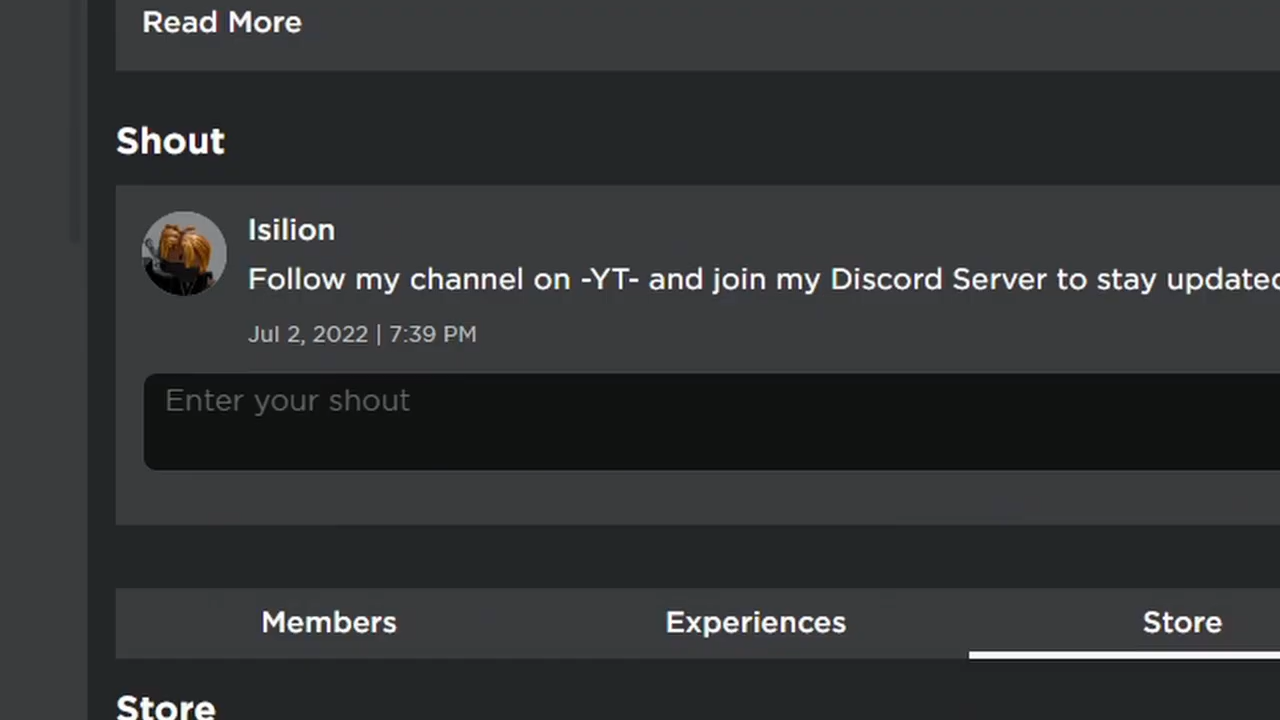 Read More
Shout
Isilion
Follow my channel on -YT- and join my Discord Server to stay updated
Jul 2, 2022 | 7:39 PM
Enter your shout
Members
Experiences
Store
Store